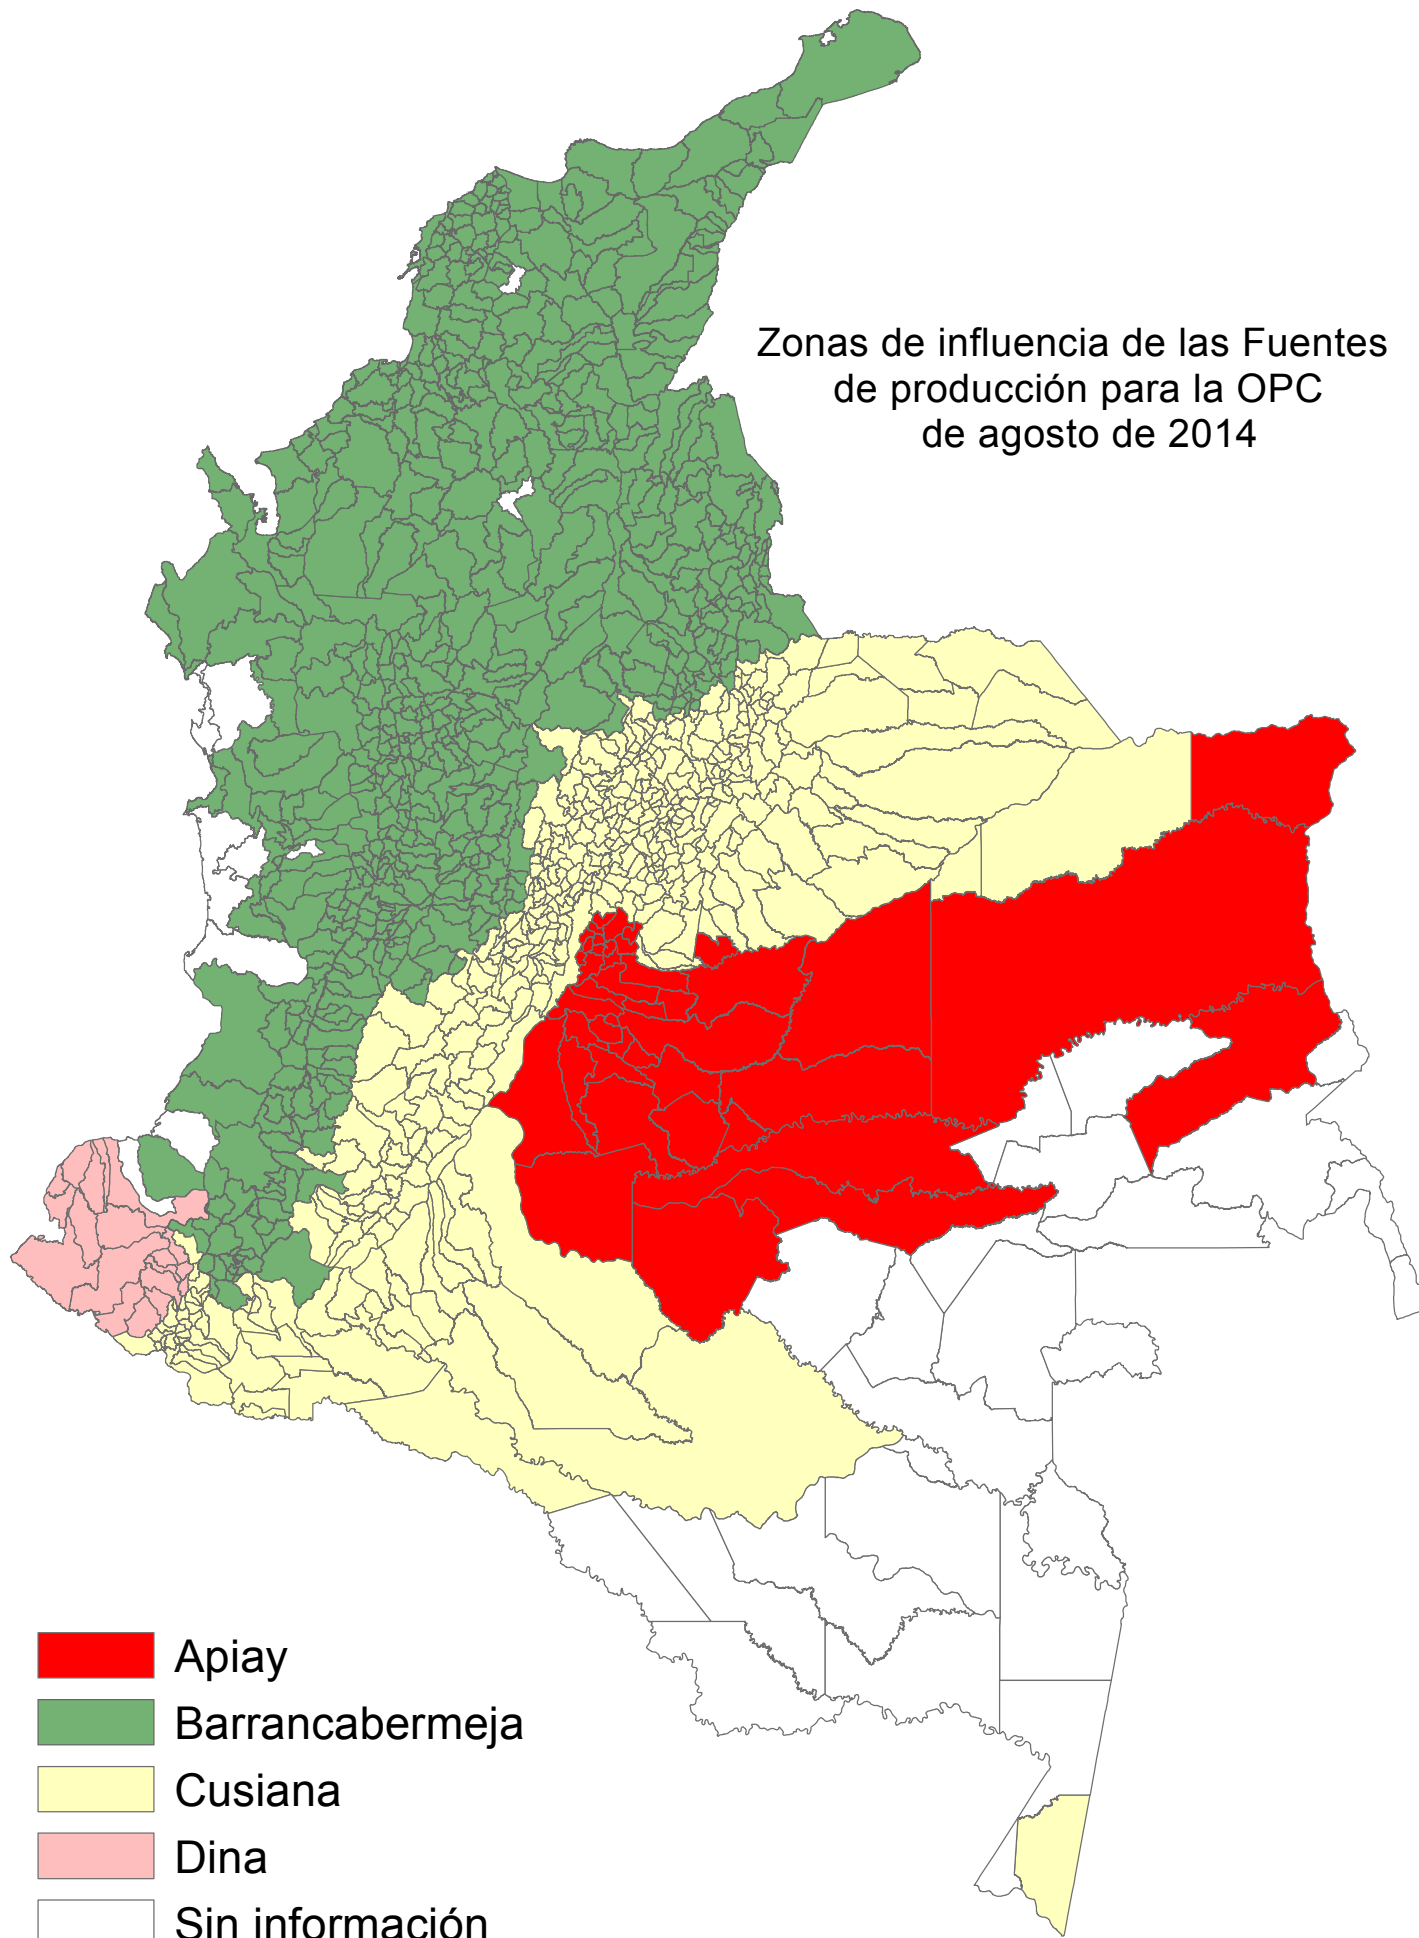 Zonas de influencia de las Fuentes
de producción para la OPC
de agosto de 2014
Apiay
Barrancabermeja
Cusiana
Dina
Sin información